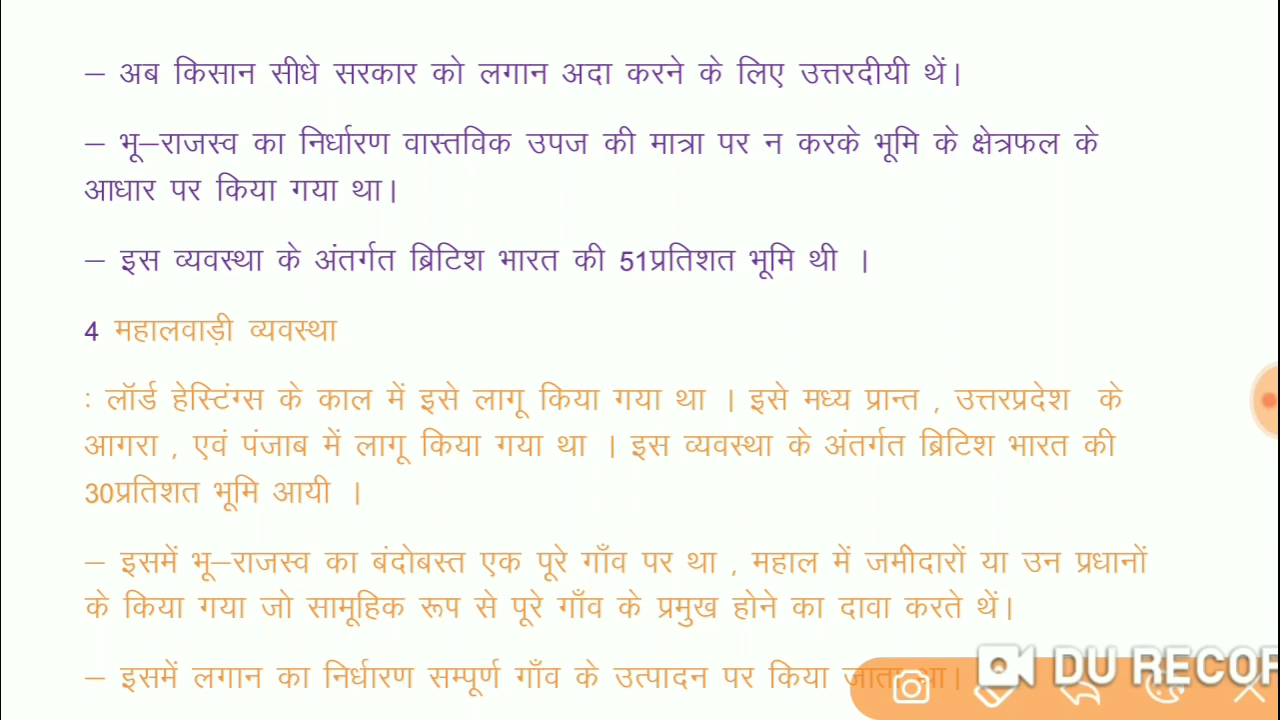 – अब किसान सीधे सरकार को लगान अदा करने के लिए उत्तरदीयी थें।
– भू–राजस्व का निर्धारण वास्तविक उपज की मात्रा पर न करके भूमि के क्षेत्रफल के
आधार पर किया गया था।
– इस व्यवस्था के अंतर्गत ब्रिटिश भारत की 51प्रतिशत भूमि थी ।
4 महालवाड़ी व्यवस्था
: लॉर्ड हेस्टिंग्स के काल में इसे लागू किया गया था । इसे मध्य प्रान्त , उत्तरप्रदेश के
आगरा , एवं पंजाब में लागू किया गया था । इस व्यवस्था के अंतर्गत ब्रिटिश भारत की
30प्रतिशत भूमि आयी ।
– इसमें भू–राजस्व का बंदोबस्त एक पूरे गाँव पर था , महाल में जमीदारों या उन प्रधानों
के किया गया जो सामूहिक रूप से पूरे गाँव के प्रमुख होने का दावा करते थें।
– इसमें लगान का निर्धारण सम्पूर्ण गाँव के उत्पादन पर किया जाता था।
DU RECOR